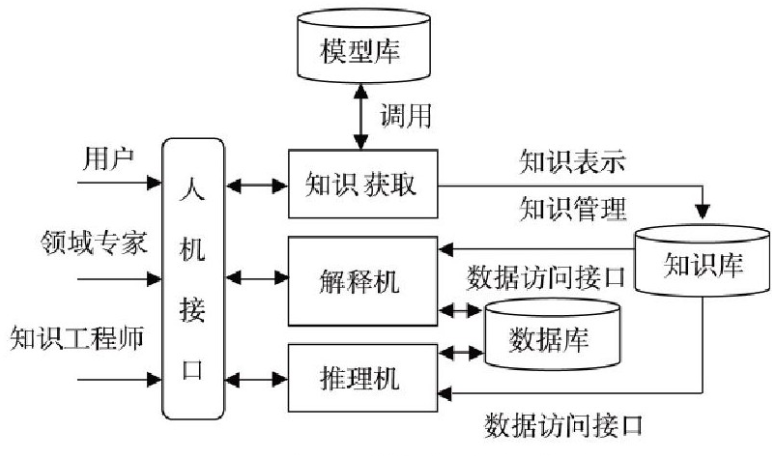 模型库
调用
用户
人机接口
知识获取
知识表示
知识管理
领域专家
解释机
知识库
数据访问接口
数据库
知识工程师
推理机
数据访问接口